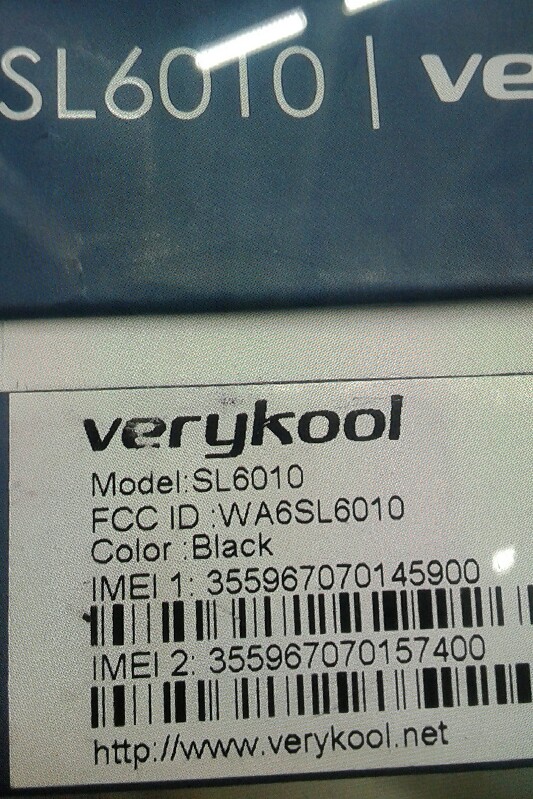 SL6010 | ve
verykool
Model:SL6010
FCC ID :WA6SL6010
Color :Black
IMEI 1: 355967070145900
IMEI 2: 355967070157400
http://www.verykool.net